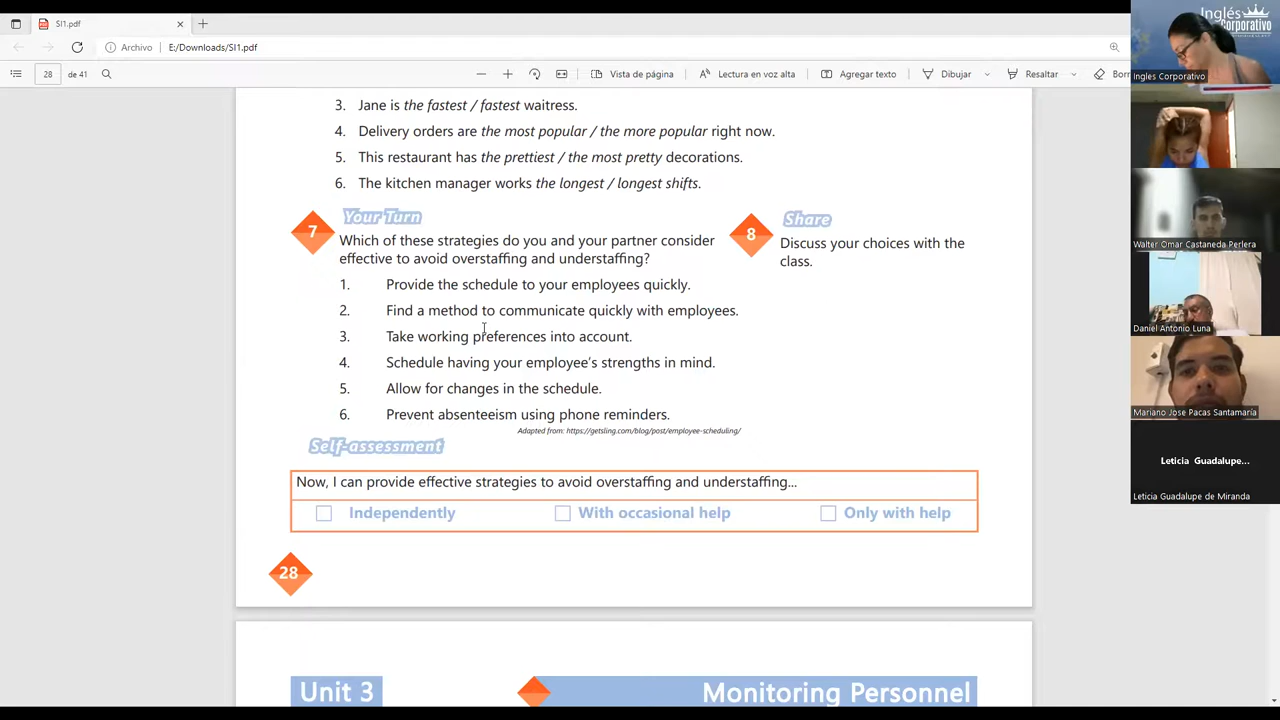 SI1.pdf
Archivo
E:/Downloads/SI1.pdf
28
de 41
Vista de página
Lectura en voz alta
Agregar texto
Dibujar
Resaltar
Borr
3. Jane is the fastest / fastest waitress.
4. Delivery orders are the most popular / the more popular right now.
5. This restaurant has the prettiest / the most pretty decorations.
6. The kitchen manager works the longest / longest shifts.
7
Your Turn
Which of these strategies do you and your partner consider
effective to avoid overstaffing and understaffing?
1. Provide the schedule to your employees quickly.
2. Find a method to communicate quickly with employees.
3. Take working preferences into account.
4. Schedule having your employee's strengths in mind.
5. Allow for changes in the schedule.
6. Prevent absenteeism using phone reminders.
Adapted from: https://getsling.com/blog/post/employee-scheduling/
8
Share
Discuss your choices with the
class.
Self-assessment
Now, I can provide effective strategies to avoid overstaffing and understaffing...
Independently
With occasional help
Only with help
28
Unit 3
Monitoring Personnel
Inglés
Corporativo
Ingles Corporativo
Walter Omar Castaneda Perlera
Daniel Antonio Luna
Mariano Jose Pacas Santamaría
Leticia Guadalupe...
Leticia Guadalupe de Miranda